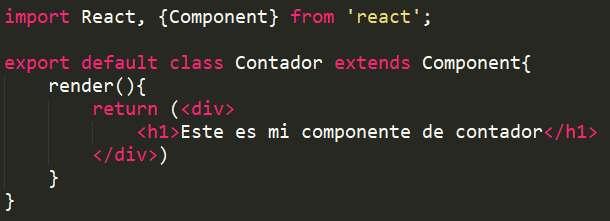 import React, {Component} from 'react';
export default class Contador extends Component{
render(){
return (<div>
<h1>Este es mi componente de contador</h1>
</div>)
}
}